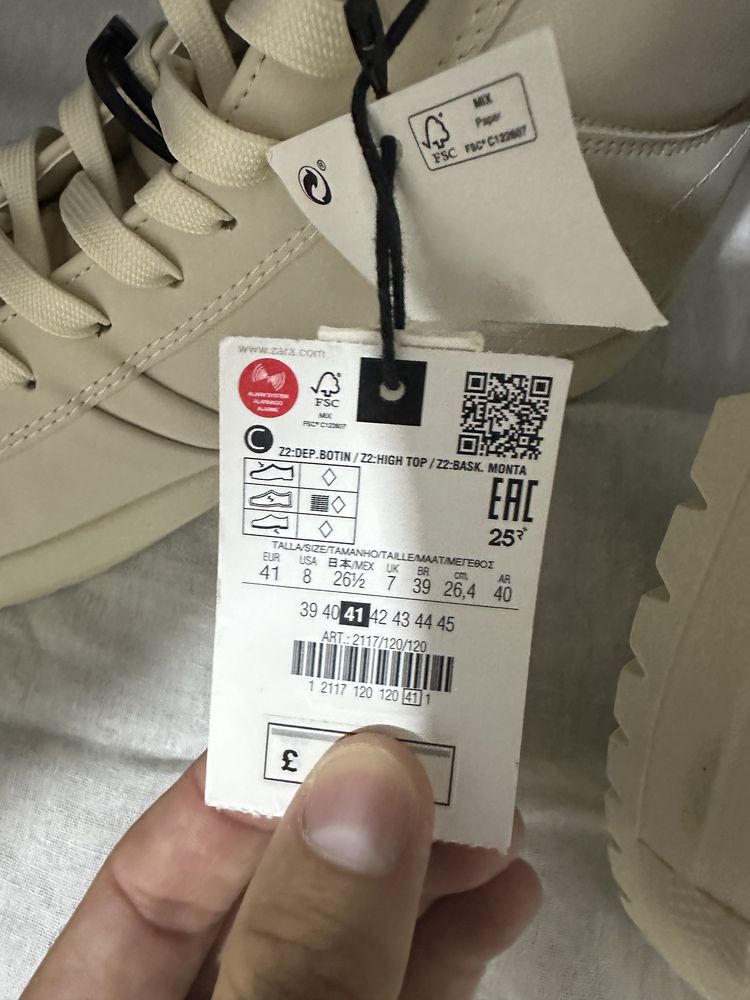 MIX
Paper
FSC® C122607
FSC
®
www.zara.com
ALARM SYSTEM
ALARMADO
ALARME
FSC
MIX
FSC® C122607
C
Z2:DEP.BOTIN / Z2:HIGH TOP / Z2:BASK. MONTA
EAC
25
TALLA/SIZE/TAMANHO/TAILLE/MAAT/ΜΕΓΕΘΟΣ
EUR USA 日本/MEX UK BR cm. AR
41 8 26½ 7 39 26,4 40
39 40 41 42 43 44 45
ART.: 2117/120/120
1 2117 120 120 41 1
£